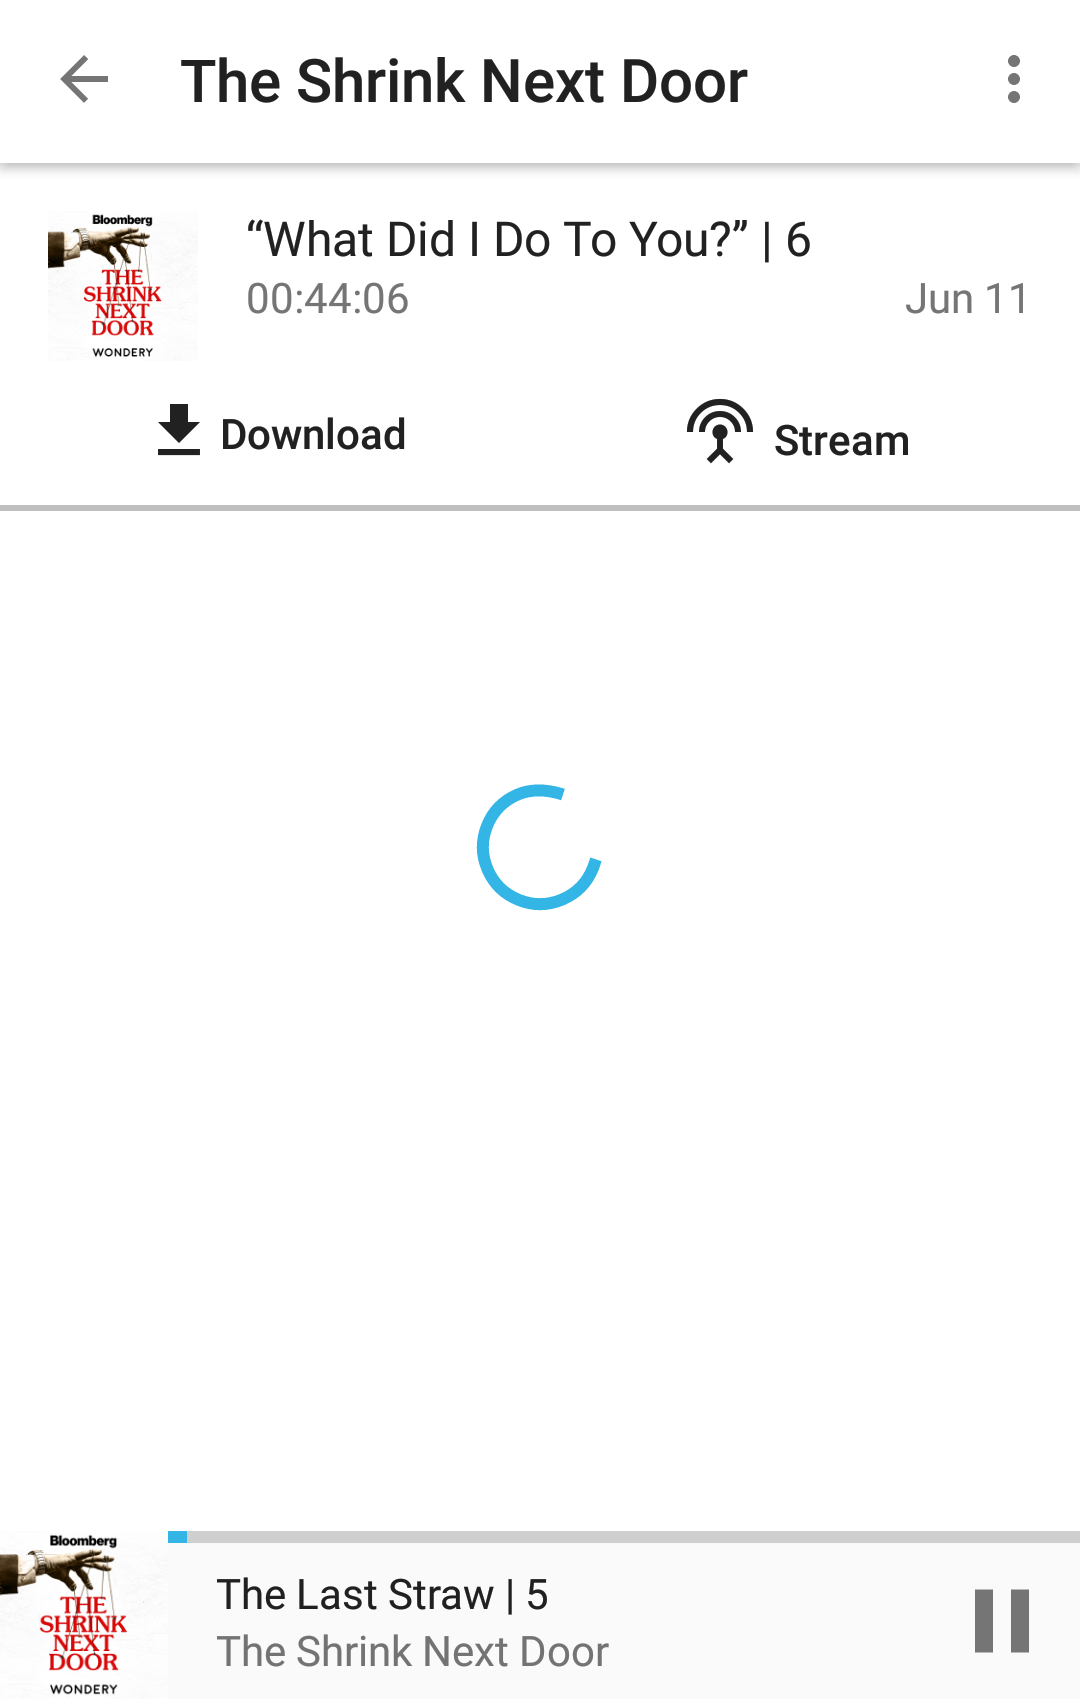 The Shrink Next Door
Bloomberg
THE
SHRINK
NEXT
DOOR
WONDERY
“What Did I Do To You?” | 6
00:44:06
Jun 11
Download
Stream
Bloomberg
THE
SHRINK
NEXT
DOOR
WONDERY
The Last Straw | 5
The Shrink Next Door